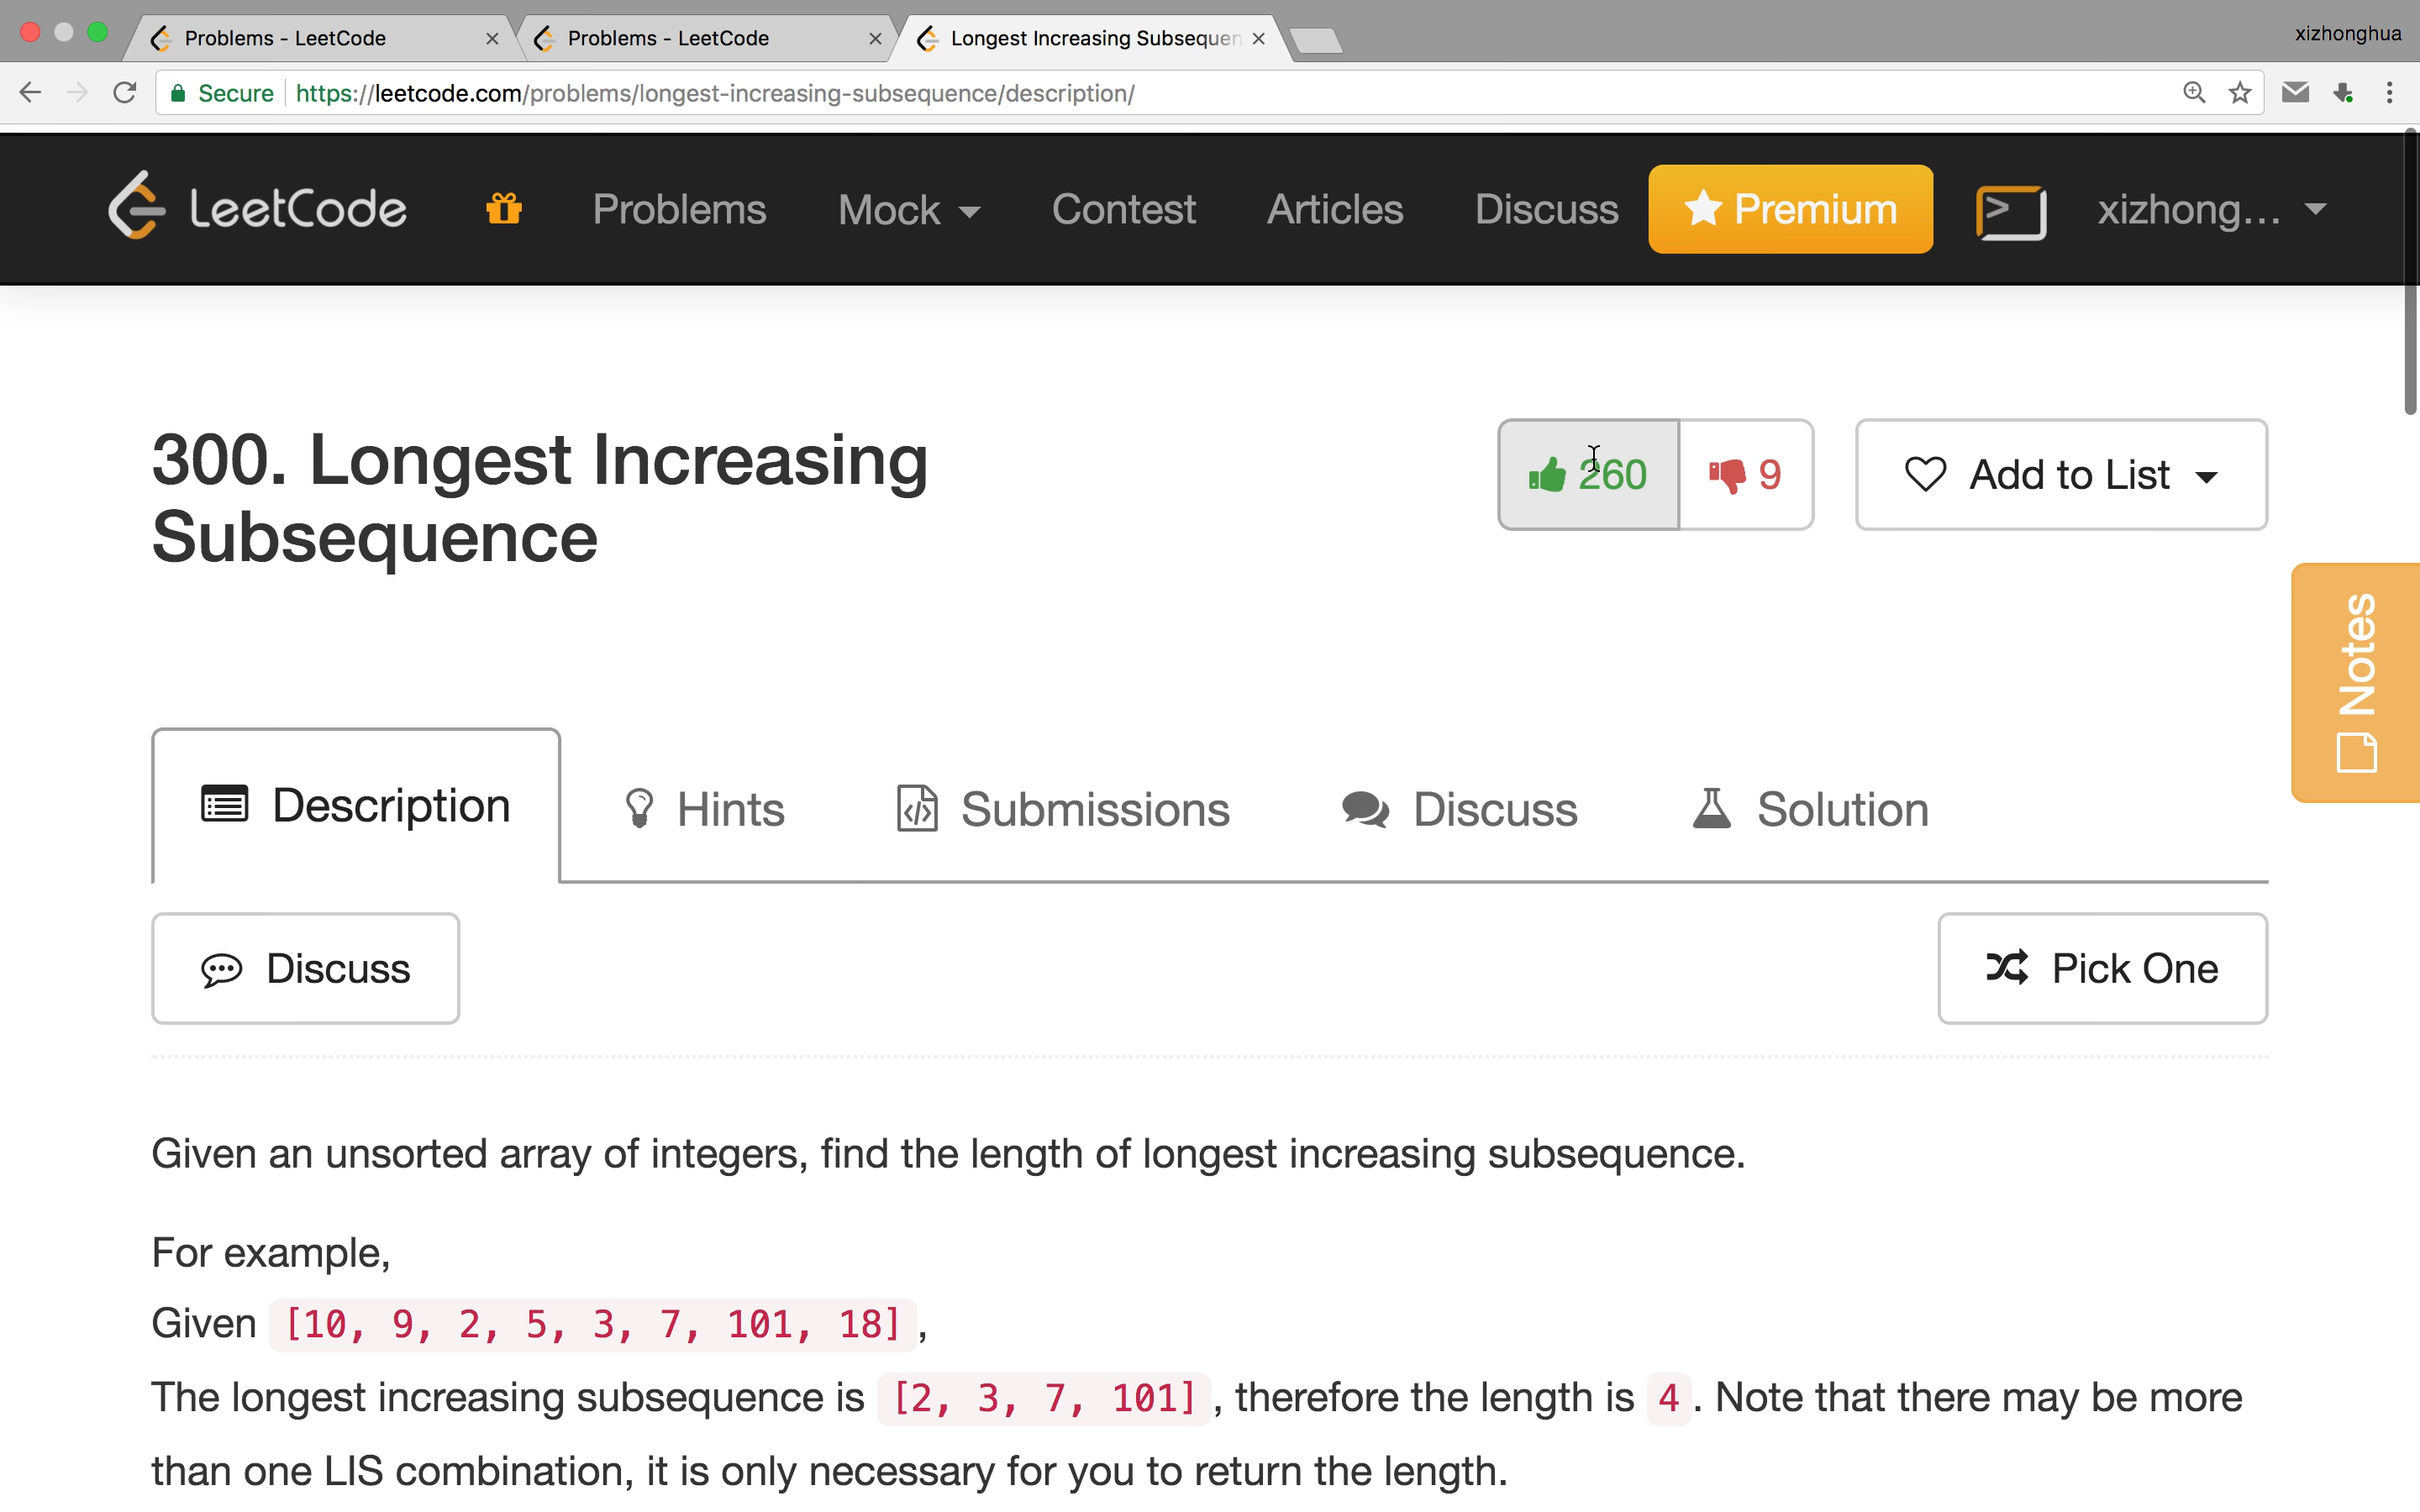 Problems - LeetCode
Problems - LeetCode
Longest Increasing Subsequen
xizhonghua
Secure
https://leetcode.com/problems/longest-increasing-subsequence/description/
LeetCode
Problems
Mock
Contest
Articles
Discuss
Premium
xizhong...
300. Longest Increasing
Subsequence
260
9
Add to List
Notes
Description
Hints
Submissions
Discuss
Solution
Discuss
Pick One
Given an unsorted array of integers, find the length of longest increasing subsequence.
For example,
Given [10, 9, 2, 5, 3, 7, 101, 18],
The longest increasing subsequence is [2, 3, 7, 101], therefore the length is 4. Note that there may be more
than one LIS combination, it is only necessary for you to return the length.